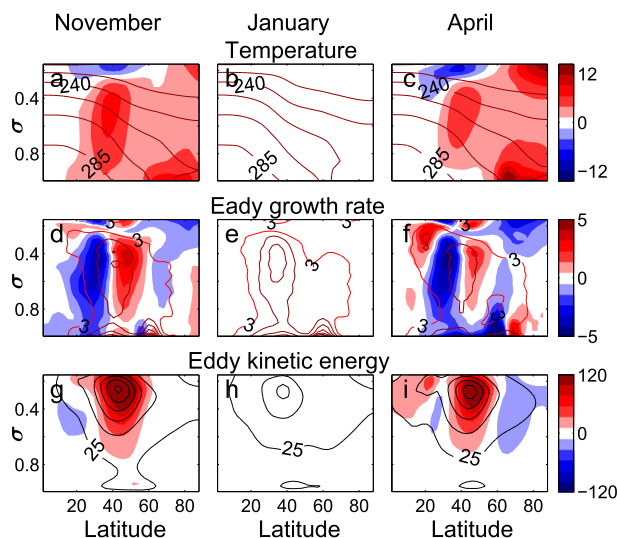 November January April
Temperature
a b c
240 240 240
285 285 285
σ 0.4 0.8
12 0 −12
Eady growth rate
d e f
3 3 3
3 3 3
σ 0.4 0.8
5 3 0 −3 −5
Eddy kinetic energy
g h i
25 25 25
σ 0.4 0.8
120 0 −120
20 40 60 80 20 40 60 80 20 40 60 80
Latitude Latitude Latitude